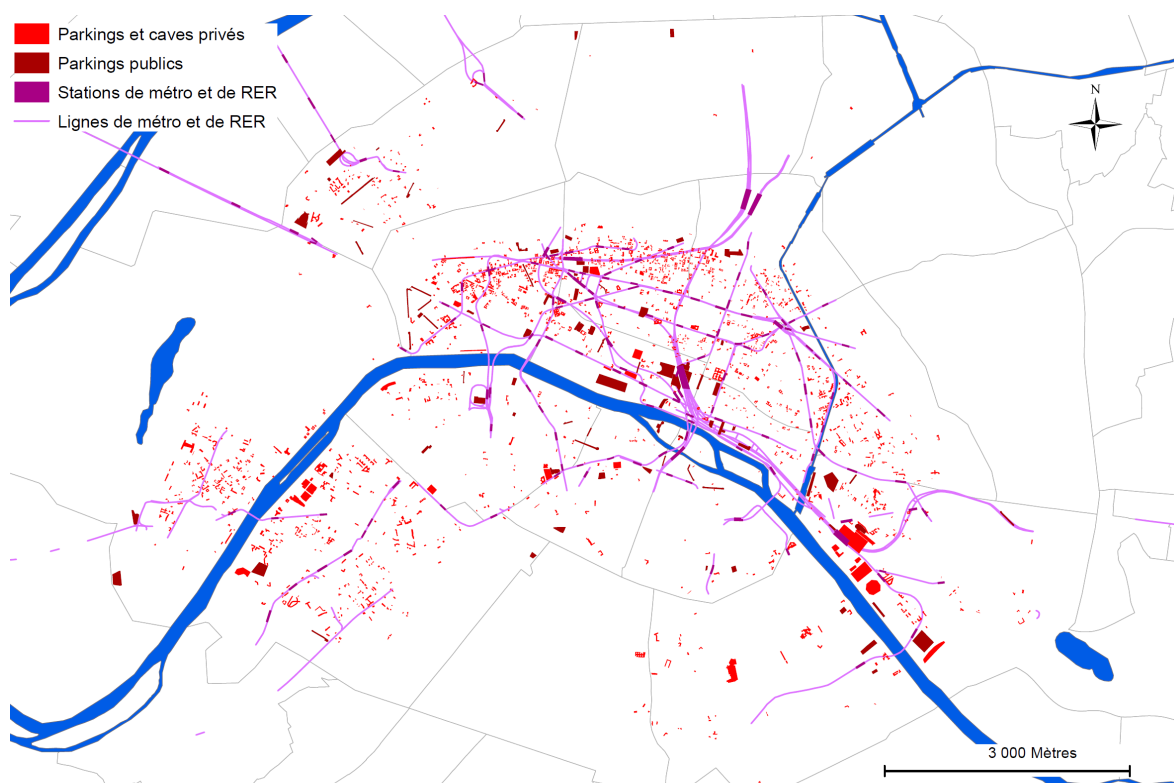 Parkings et caves privés
Parkings publics
Stations de métro et de RER
Lignes de métro et de RER
N
3 000 Mètres